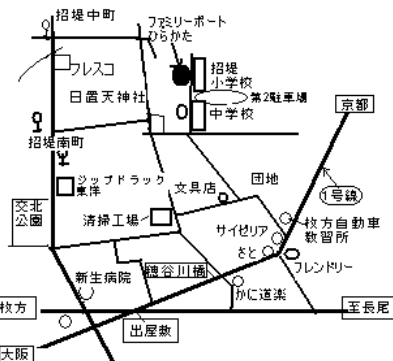 招堤中町
ファミリーポート
ひらかた
フレスコ
招堤
小学校
日置天神社
第2駐車場
中学校
京都
招堤南町
ジップドラック
東洋
団地
文具店
1号線
交北
公園
清掃工場
サイゼリア
枚方自動車
教習所
さと
フレンドリー
穂谷川橋
新生病院
かに道楽
枚方
至長尾
出屋敷
大阪